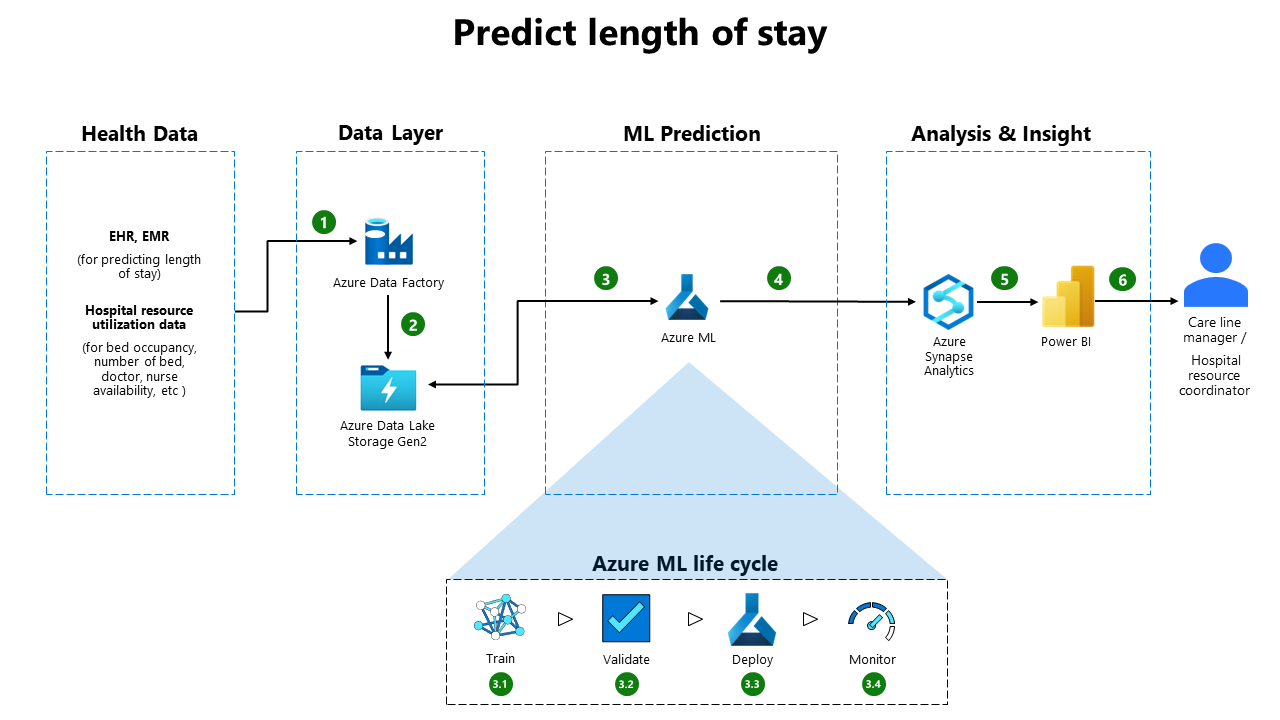 Predict length of stay
Health Data
Data Layer
ML Prediction
Analysis & Insight
EHR, EMR
(for predicting length
of stay)
Hospital resource
utilization data
(for bed occupancy,
number of bed,
doctor, nurse
availability, etc )
1
Azure Data Factory
2
Azure Data Lake
Storage Gen2
3
Azure ML
4
Azure
Synapse
Analytics
5
Power BI
6
Care line
manager /
Hospital
resource
coordinator
Azure ML life cycle
Train
Validate
Deploy
Monitor
3.1
3.2
3.3
3.4